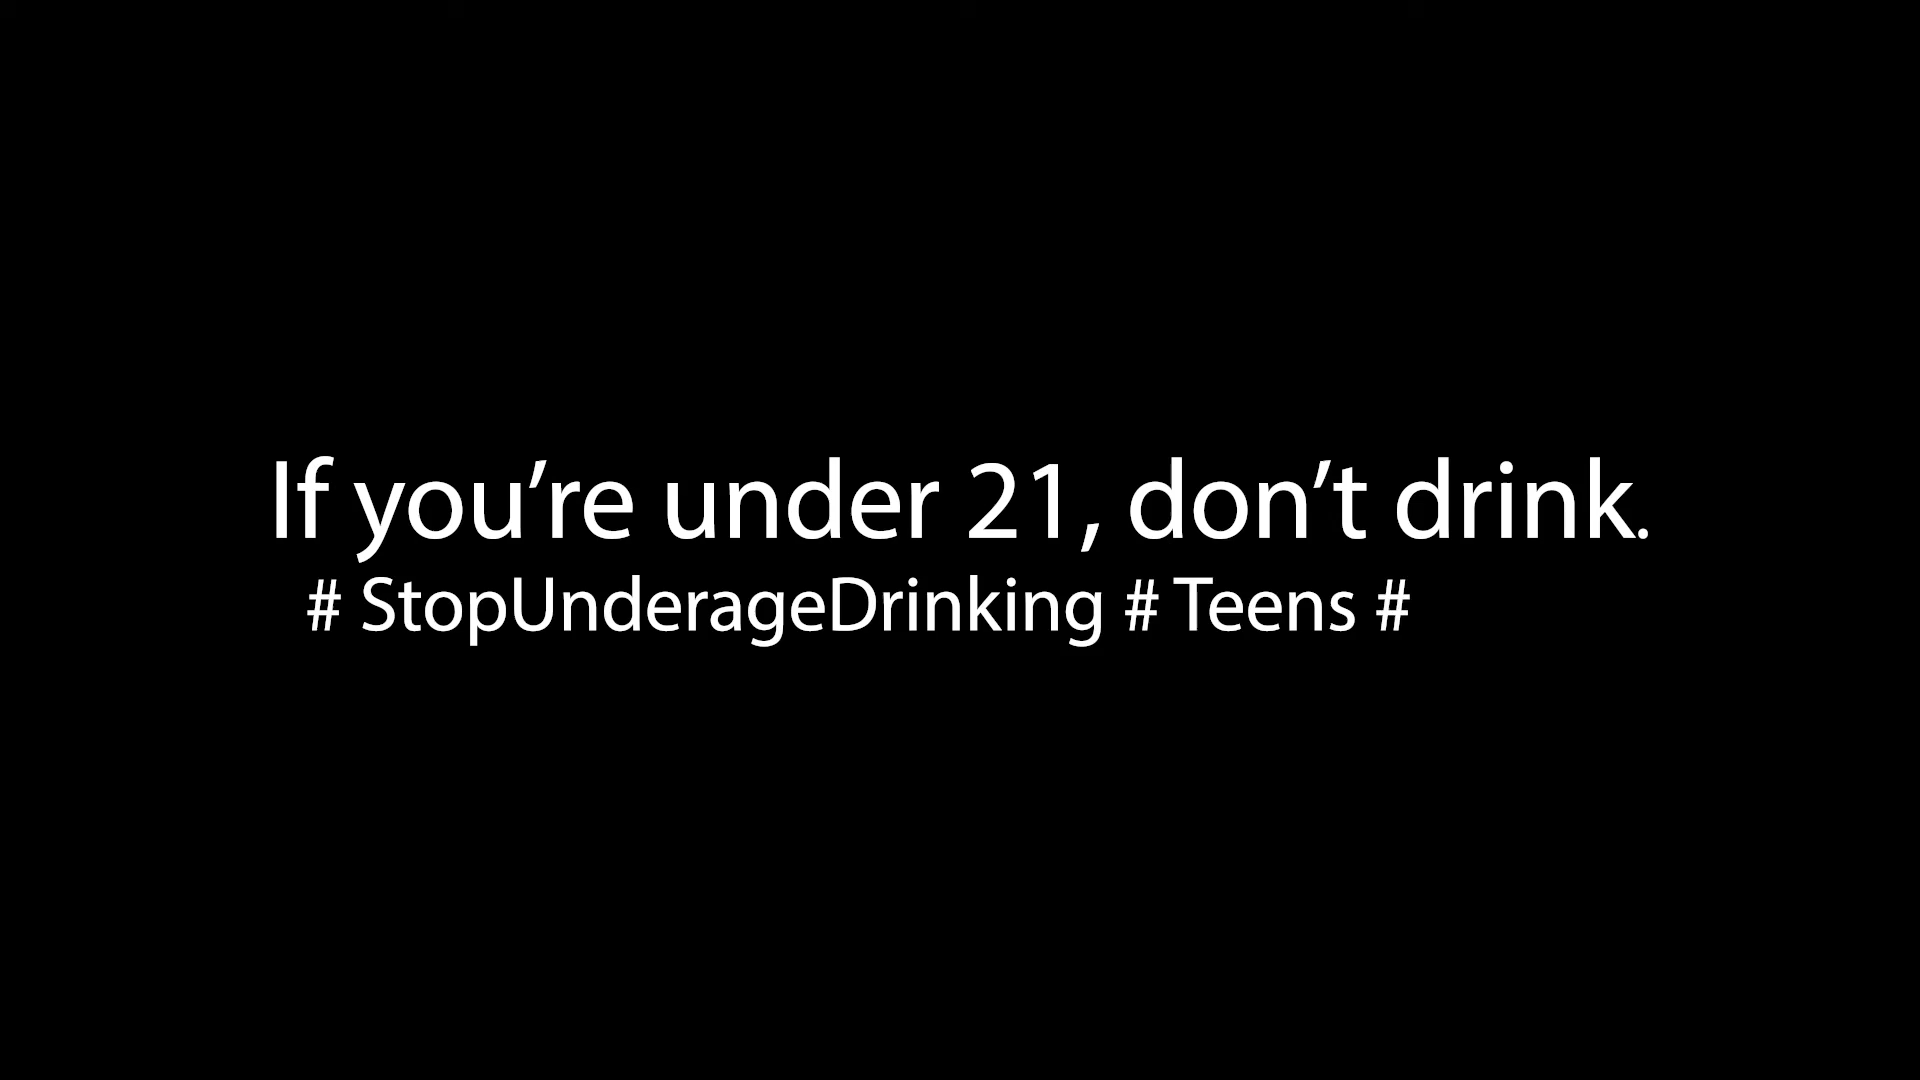 If you’re under 21, don’t drink.
# StopUnderageDrinking # Teens #